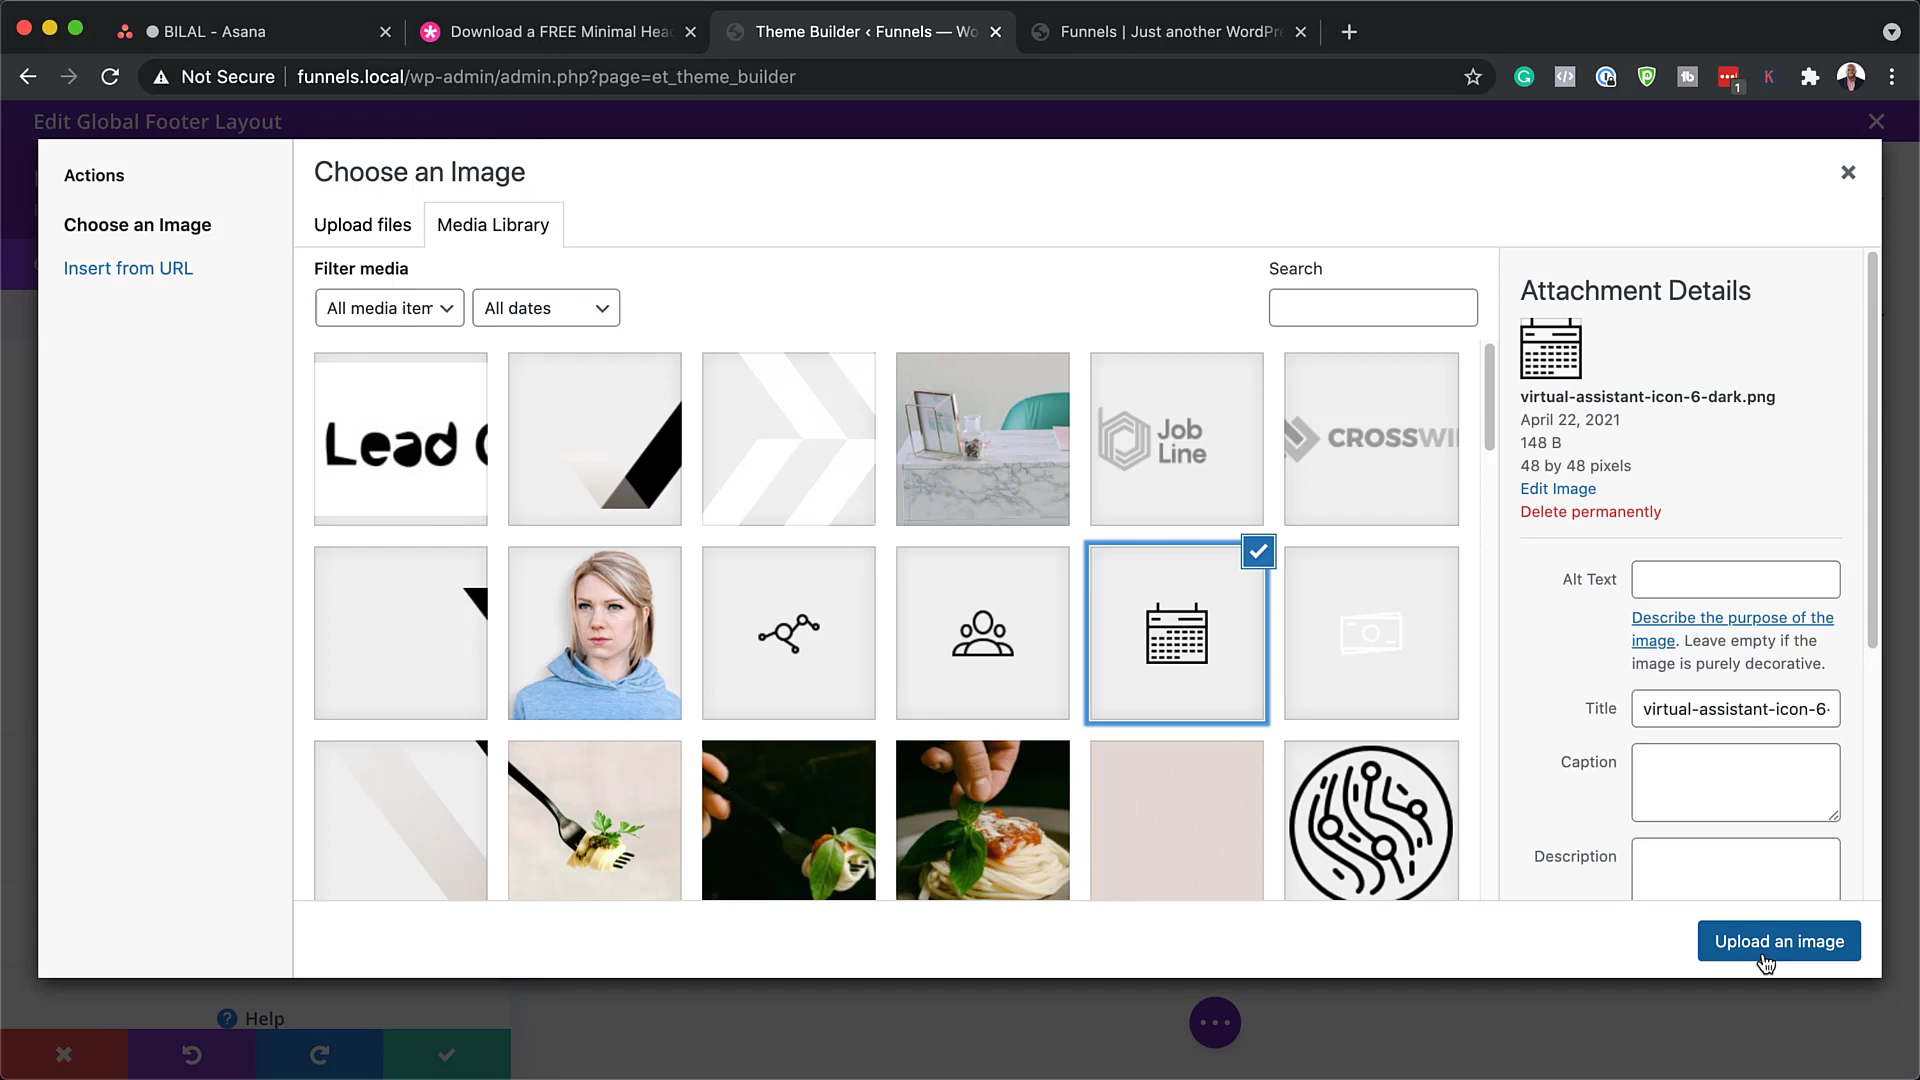 BILAL - Asana
Download a FREE Minimal Hea
Theme Builder ‹ Funnels — Wo
Funnels | Just another WordPre
Not Secure
funnels.local/wp-admin/admin.php?page=et_theme_builder
1
Edit Global Footer Layout
Actions
Choose an Image
Insert from URL
Choose an Image
Upload files
Media Library
Filter media
All media item
All dates
Search
Lead
Job
Line
CROSSWI
Attachment Details
virtual-assistant-icon-6-dark.png
April 22, 2021
148 B
48 by 48 pixels
Edit Image
Delete permanently
Alt Text
Describe the purpose of the
image. Leave empty if the
image is purely decorative.
Title
virtual-assistant-icon-6-
Caption
Description
Upload an image
Help